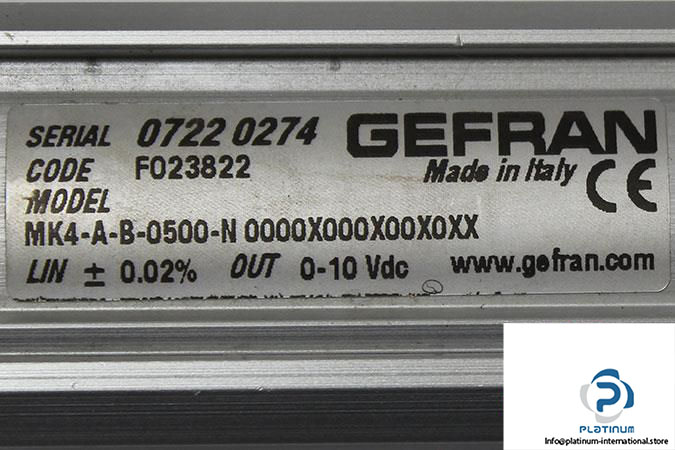 SERIAL 0722 0274 GEFRAN
CODE F023822 Made in Italy CE
MODEL
MK4-A-B-0500-N 0000X000X00X0XX
LIN ± 0.02% OUT 0-10 Vdc www.gefran.com
PLATINUM
Info@platinum-international.store